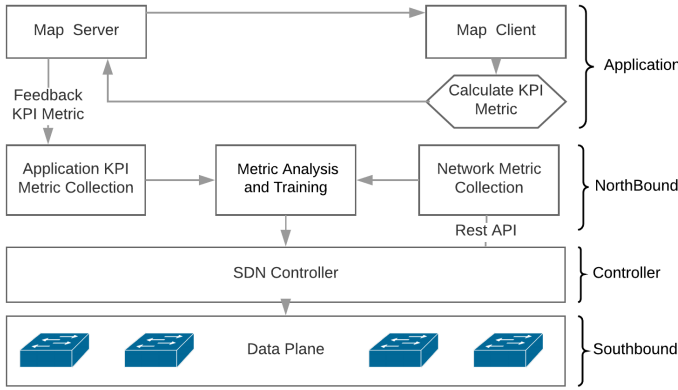 Map Server
Map Client
Application
Calculate KPI
Metric
Feedback
KPI Metric
Application KPI
Metric Collection
Metric Analysis
and Training
Network Metric
Collection
NorthBound
Rest API
SDN Controller
Controller
Data Plane
Southbound